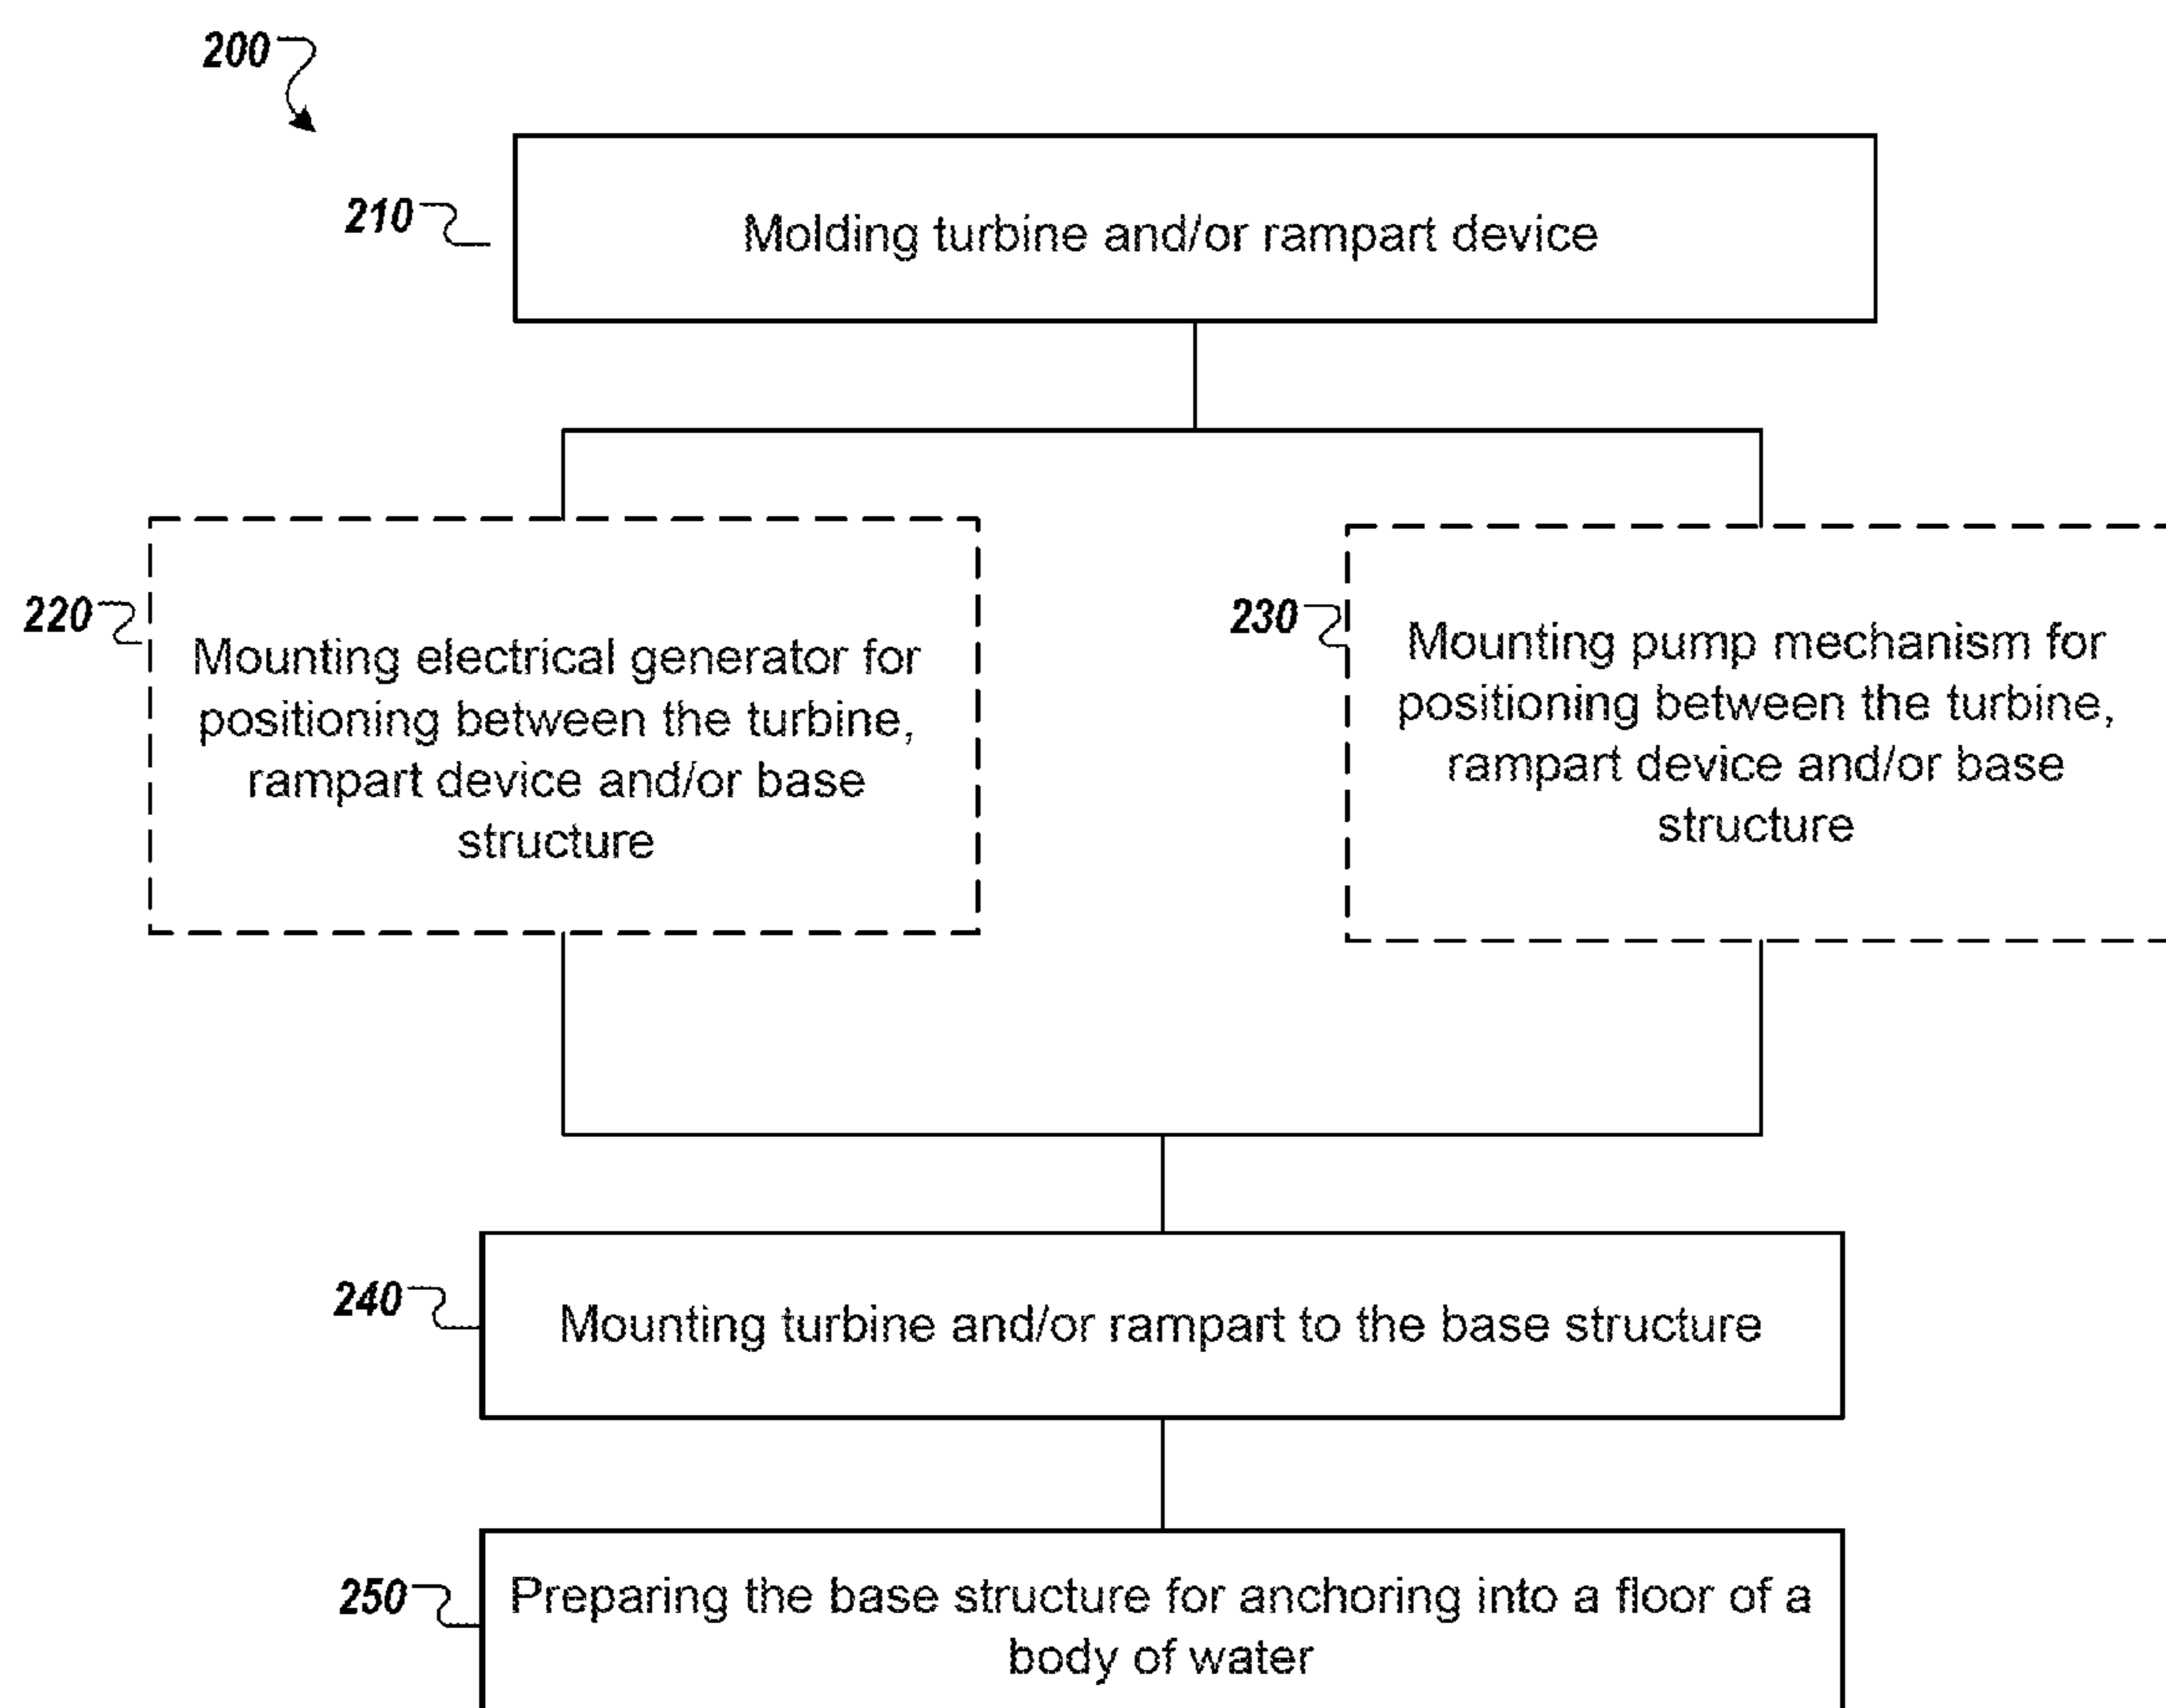 200
210
Molding turbine and/or rampart device
220
Mounting electrical generator for
positioning between the turbine,
rampart device and/or base
structure
230
Mounting pump mechanism for
positioning between the turbine,
rampart device and/or base
structure
240
Mounting turbine and/or rampart to the base structure
250
Preparing the base structure for anchoring into a floor of a
body of water